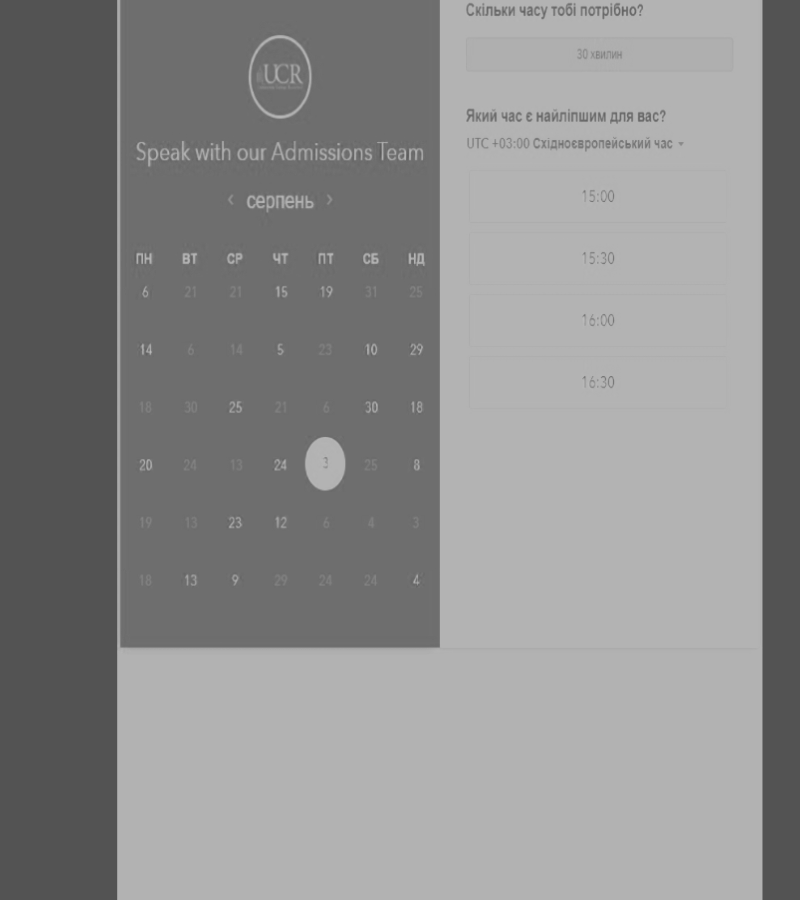 UCR
Speak with our Admissions Team
‹ серпень ›
ПН ВТ СР ЧТ ПТ СБ НД
6 21 21 15 19 31 25
14 6 14 5 23 10 29
18 30 25 21 6 30 18
20 24 13 24 3 25 8
19 13 23 12 6 4 3
18 13 9 29 24 24 4
Скільки часу тобі потрібно?
30 хвилин
Який час є найліпшим для вас?
UTC +03:00 Східноєвропейський час
15:00
15:30
16:00
16:30